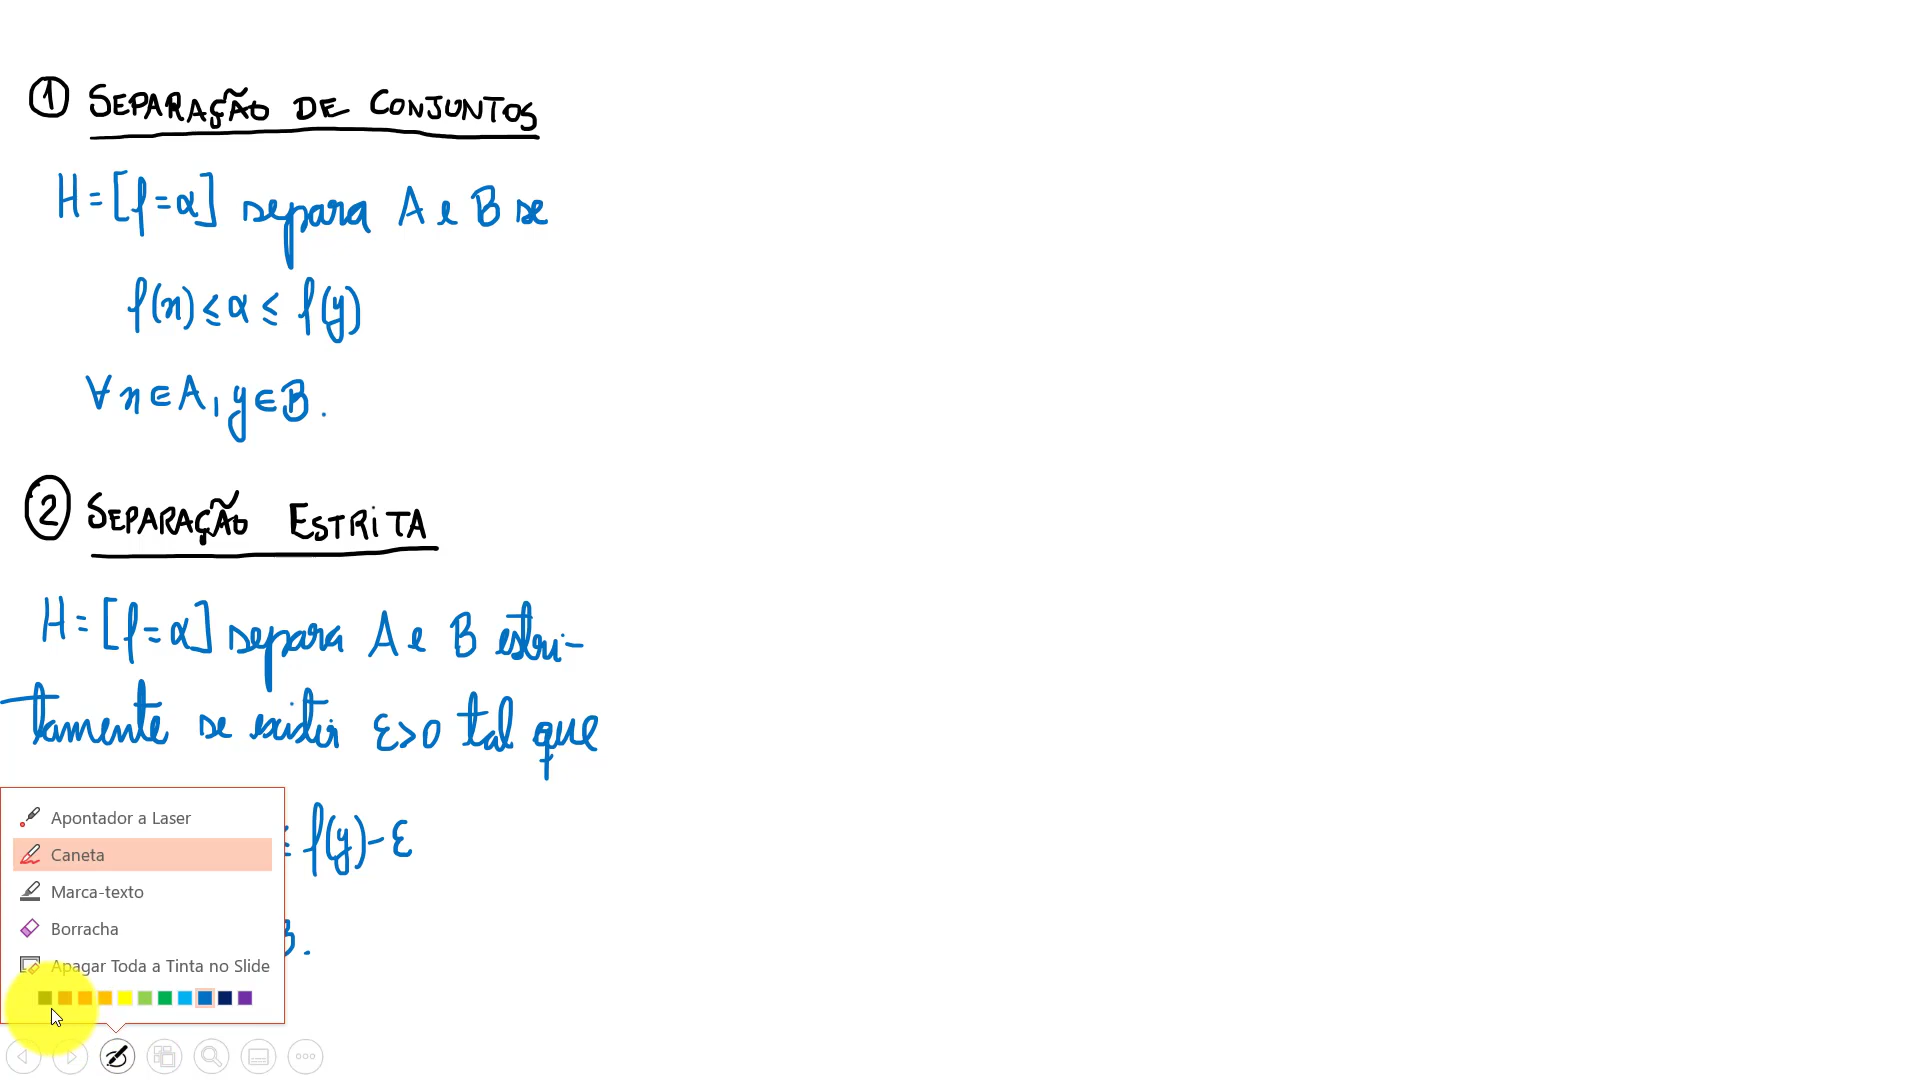 ① SEPARAÇÃO DE CONJUNTOS
H = [f = α] separa A e B se
f(x) ≤ α ≤ f(y)
∀ x ∈ A, y ∈ B.
② SEPARAÇÃO ESTRITA
H = [f = α] separa A e B estri-
tamente se existir ε > 0 tal que
≤ f(y) - ε
B.
Apontador a Laser
Caneta
Marca-texto
Borracha
Apagar Toda a Tinta no Slide